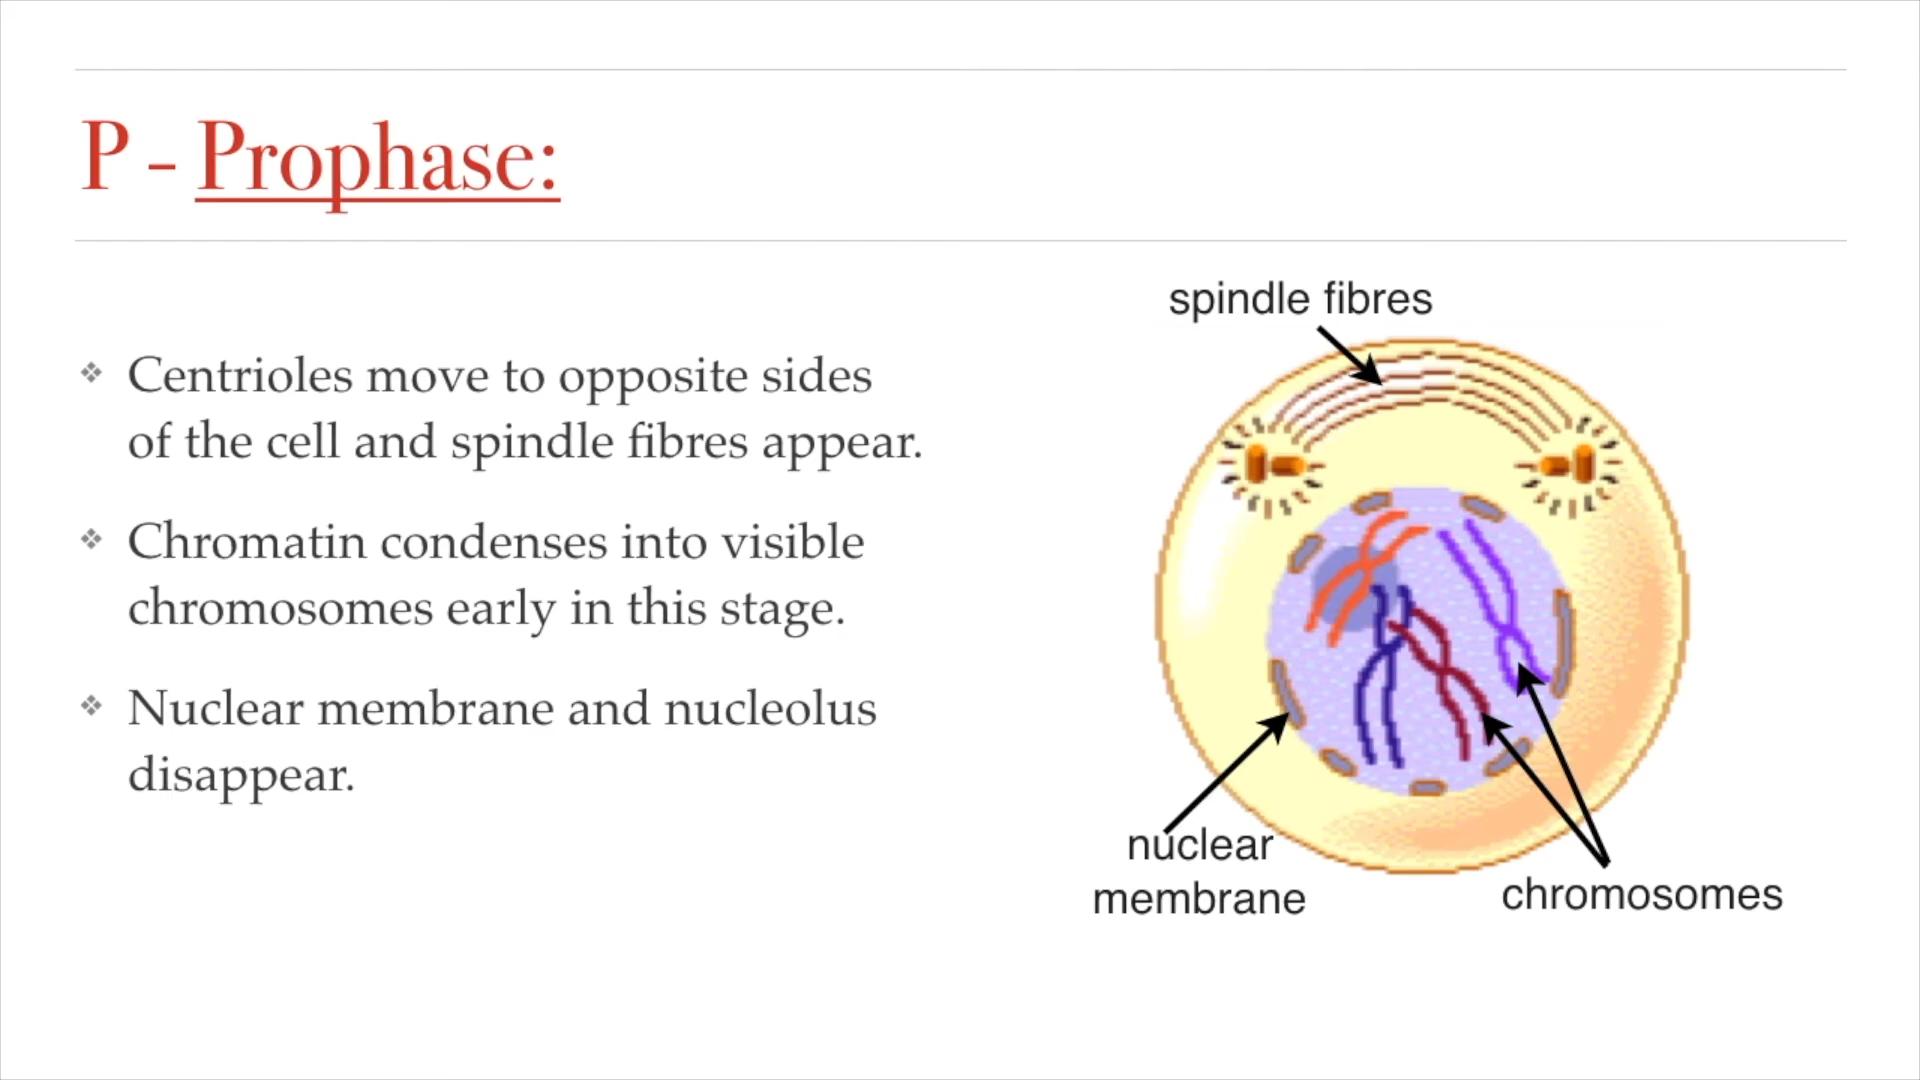 P - Prophase:
Centrioles move to opposite sides
of the cell and spindle fibres appear.
Chromatin condenses into visible
chromosomes early in this stage.
Nuclear membrane and nucleolus
disappear.
spindle fibres
nuclear
membrane
chromosomes